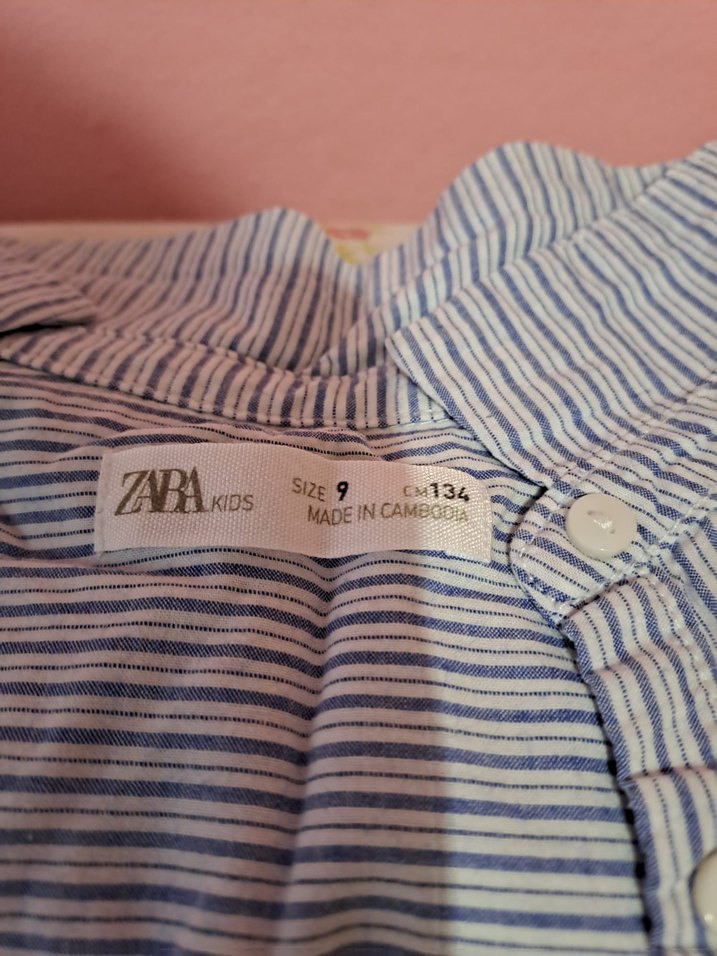 ZARA KIDS
SIZE 9 CM 134
MADE IN CAMBODIA